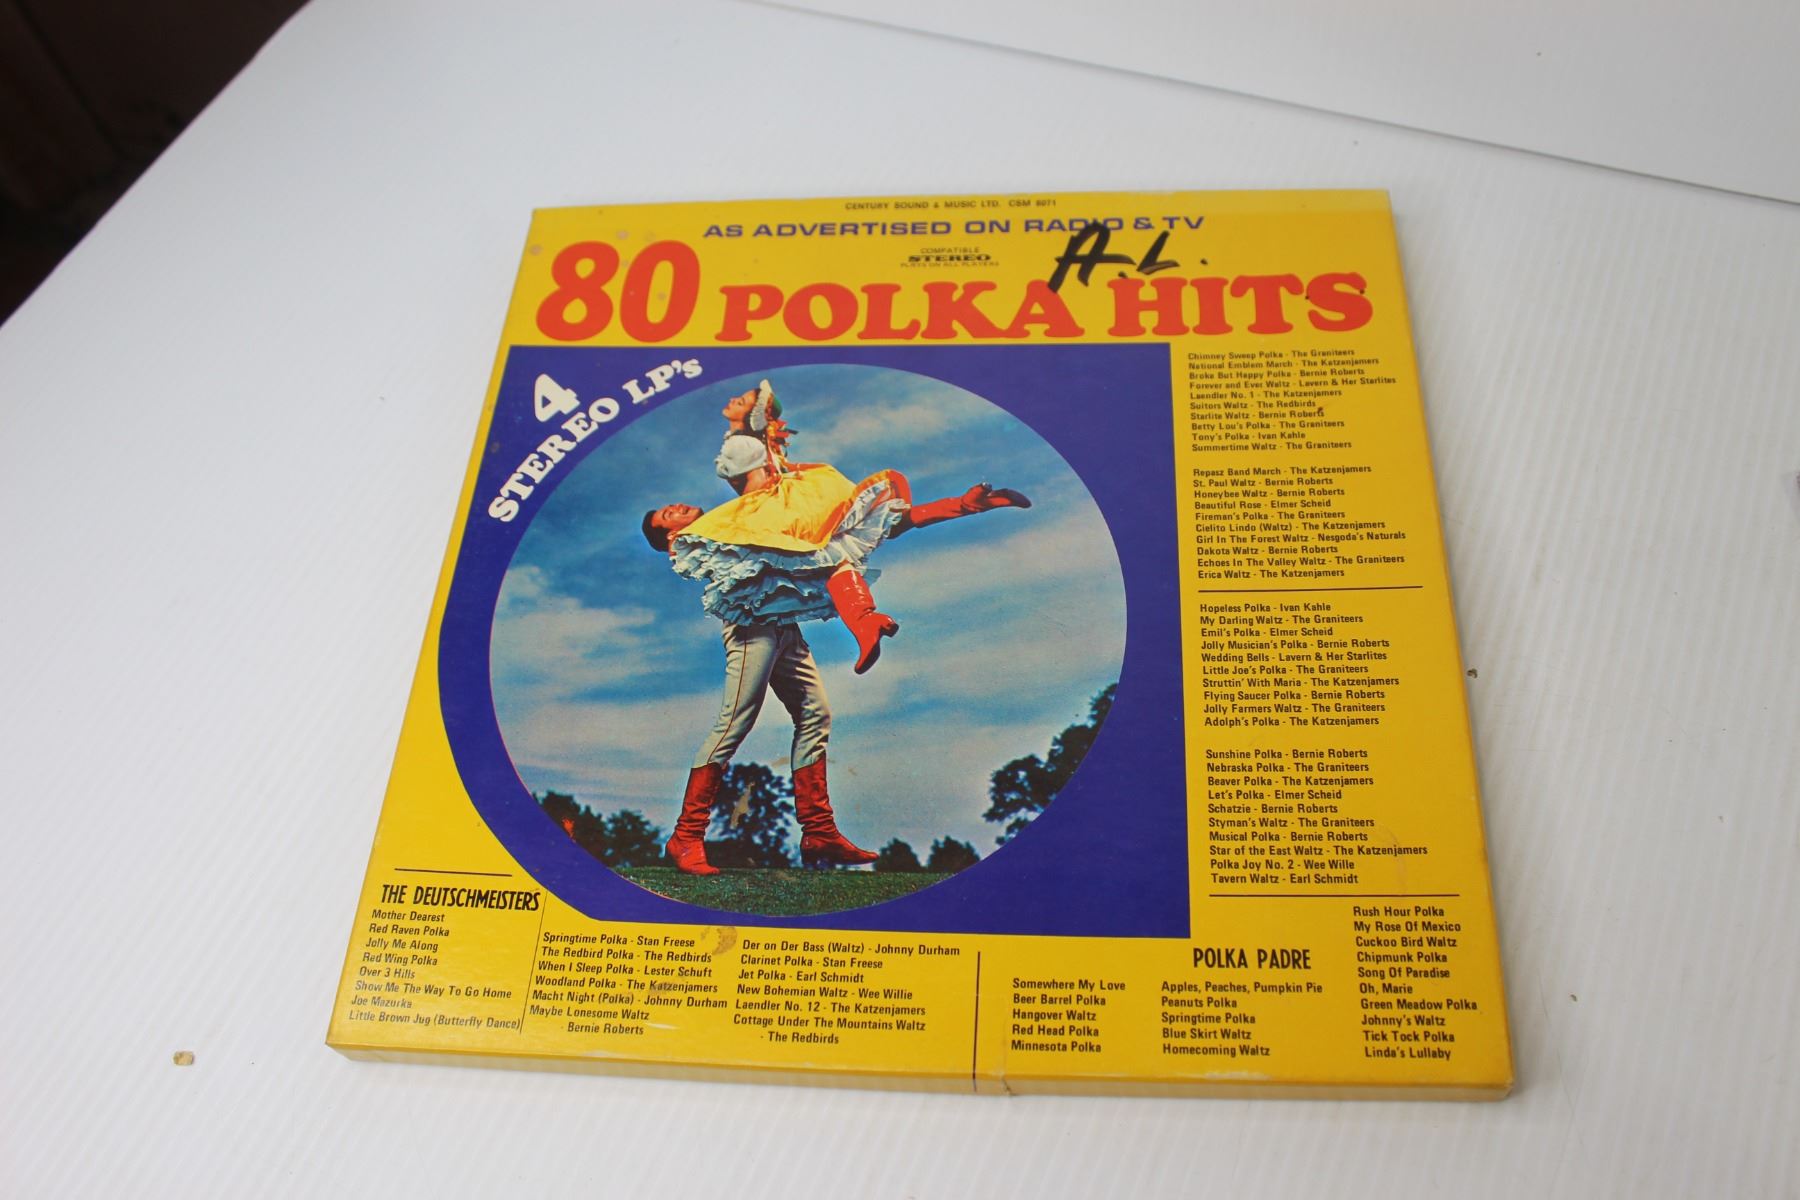 CENTURY SOUND & MUSIC LTD. CSM 8071
AS ADVERTISED ON RADIO & TV
COMPATIBLE
STEREO
PLAYS ON ALL PLAYERS
A.L.
80 POLKA HITS
4
STEREO LP's
Chimney Sweep Polka - The Graniteers
National Emblem March - The Katzenjamers
Broke But Happy Polka - Bernie Roberts
Forever and Ever Waltz - Lavern & Her Starlites
Laendler No. 1 - The Katzenjamers
Suitors Waltz - The Redbirds
Starlite Waltz - Bernie Roberts
Betty Lou's Polka - The Graniteers
Tony's Polka - Ivan Kahle
Summertime Waltz - The Graniteers
Repasz Band March - The Katzenjamers
St. Paul Waltz - Bernie Roberts
Honeybee Waltz - Bernie Roberts
Beautiful Rose - Elmer Scheid
Fireman's Polka - The Graniteers
Cielito Lindo (Waltz) - The Katzenjamers
Girl In The Forest Waltz - Nesgoda's Naturals
Dakota Waltz - Bernie Roberts
Echoes In The Valley Waltz - The Graniteers
Erica Waltz - The Katzenjamers
Hopeless Polka - Ivan Kahle
My Darling Waltz - The Graniteers
Emil's Polka - Elmer Scheid
Jolly Musician's Polka - Bernie Roberts
Wedding Bells - Lavern & Her Starlites
Little Joe's Polka - The Graniteers
Struttin' With Maria - The Katzenjamers
Flying Saucer Polka - Bernie Roberts
Jolly Farmers Waltz - The Graniteers
Adolph's Polka - The Katzenjamers
Sunshine Polka - Bernie Roberts
Nebraska Polka - The Graniteers
Beaver Polka - The Katzenjamers
Let's Polka - Elmer Scheid
Schatzie - Bernie Roberts
Styman's Waltz - The Graniteers
Musical Polka - Bernie Roberts
Star of the East Waltz - The Katzenjamers
Polka Joy No. 2 - Wee Wille
Tavern Waltz - Earl Schmidt
THE DEUTSCHMEISTERS
Mother Dearest
Red Raven Polka
Jolly Me Along
Red Wing Polka
Over 3 Hills
Show Me The Way To Go Home
Joe Mazurka
Little Brown Jug (Butterfly Dance)
Springtime Polka - Stan Freese
The Redbird Polka - The Redbirds
When I Sleep Polka - Lester Schuft
Woodland Polka - The Katzenjamers
Macht Night (Polka) - Johnny Durham
Maybe Lonesome Waltz
- Bernie Roberts
Der on Der Bass (Waltz) - Johnny Durham
Clarinet Polka - Stan Freese
Jet Polka - Earl Schmidt
New Bohemian Waltz - Wee Willie
Laendler No. 12 - The Katzenjamers
Cottage Under The Mountains Waltz
- The Redbirds
POLKA PADRE
Somewhere My Love
Beer Barrel Polka
Hangover Waltz
Red Head Polka
Minnesota Polka
Apples, Peaches, Pumpkin Pie
Peanuts Polka
Springtime Polka
Blue Skirt Waltz
Homecoming Waltz
Rush Hour Polka
My Rose Of Mexico
Cuckoo Bird Waltz
Chipmunk Polka
Song Of Paradise
Oh, Marie
Green Meadow Polka
Johnny's Waltz
Tick Tock Polka
Linda's Lullaby